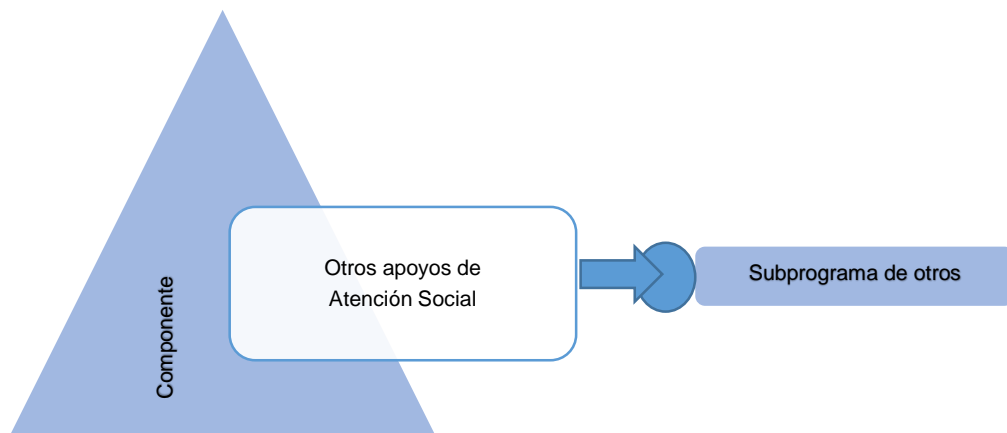 Componente
Otros apoyos de
Atención Social
Subprograma de otros